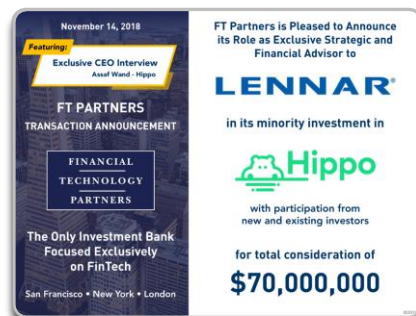 November 14, 2018
Featuring:
Exclusive CEO Interview
Assaf Wand - Hippo
FT PARTNERS
TRANSACTION ANNOUNCEMENT
FINANCIAL
TECHNOLOGY
PARTNERS
The Only Investment Bank
Focused Exclusively
on FinTech
San Francisco • New York • London
FT Partners is Pleased to Announce
its Role as Exclusive Strategic and
Financial Advisor to
LENNAR®
in its minority investment in
Hippo
with participation from
new and existing investors
for total consideration of
$70,000,000